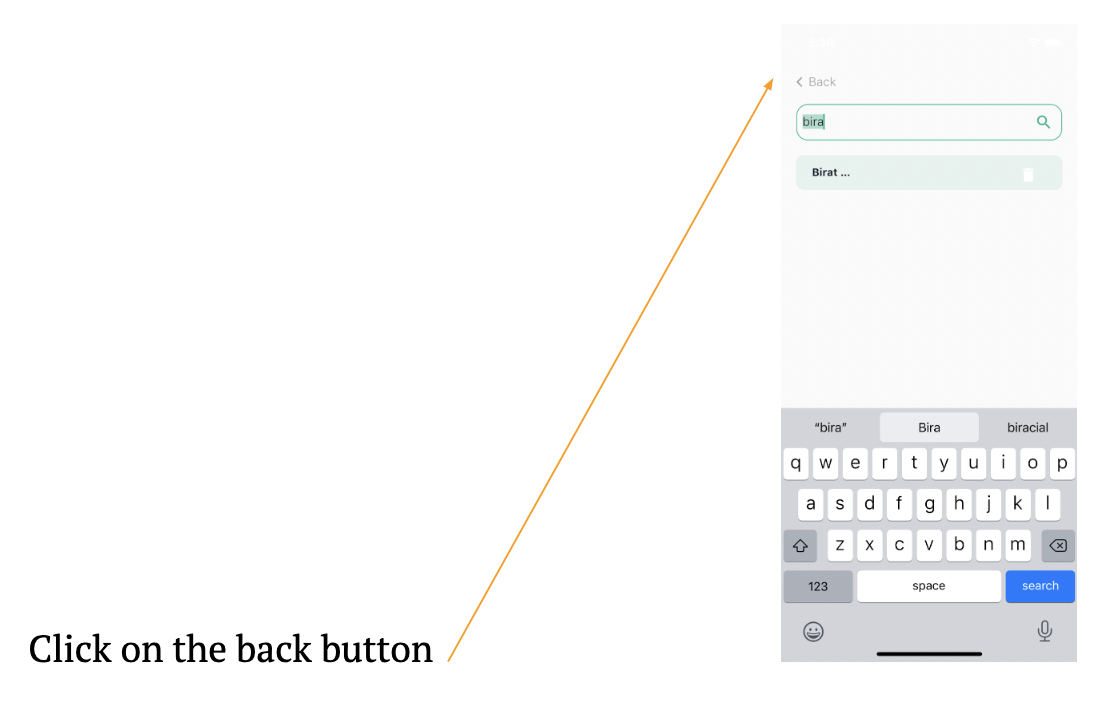 Back
bira
Birat ...
“bira” Bira biracial
q w e r t y u i o p
a s d f g h j k l
z x c v b n m
123 space search
Click on the back button